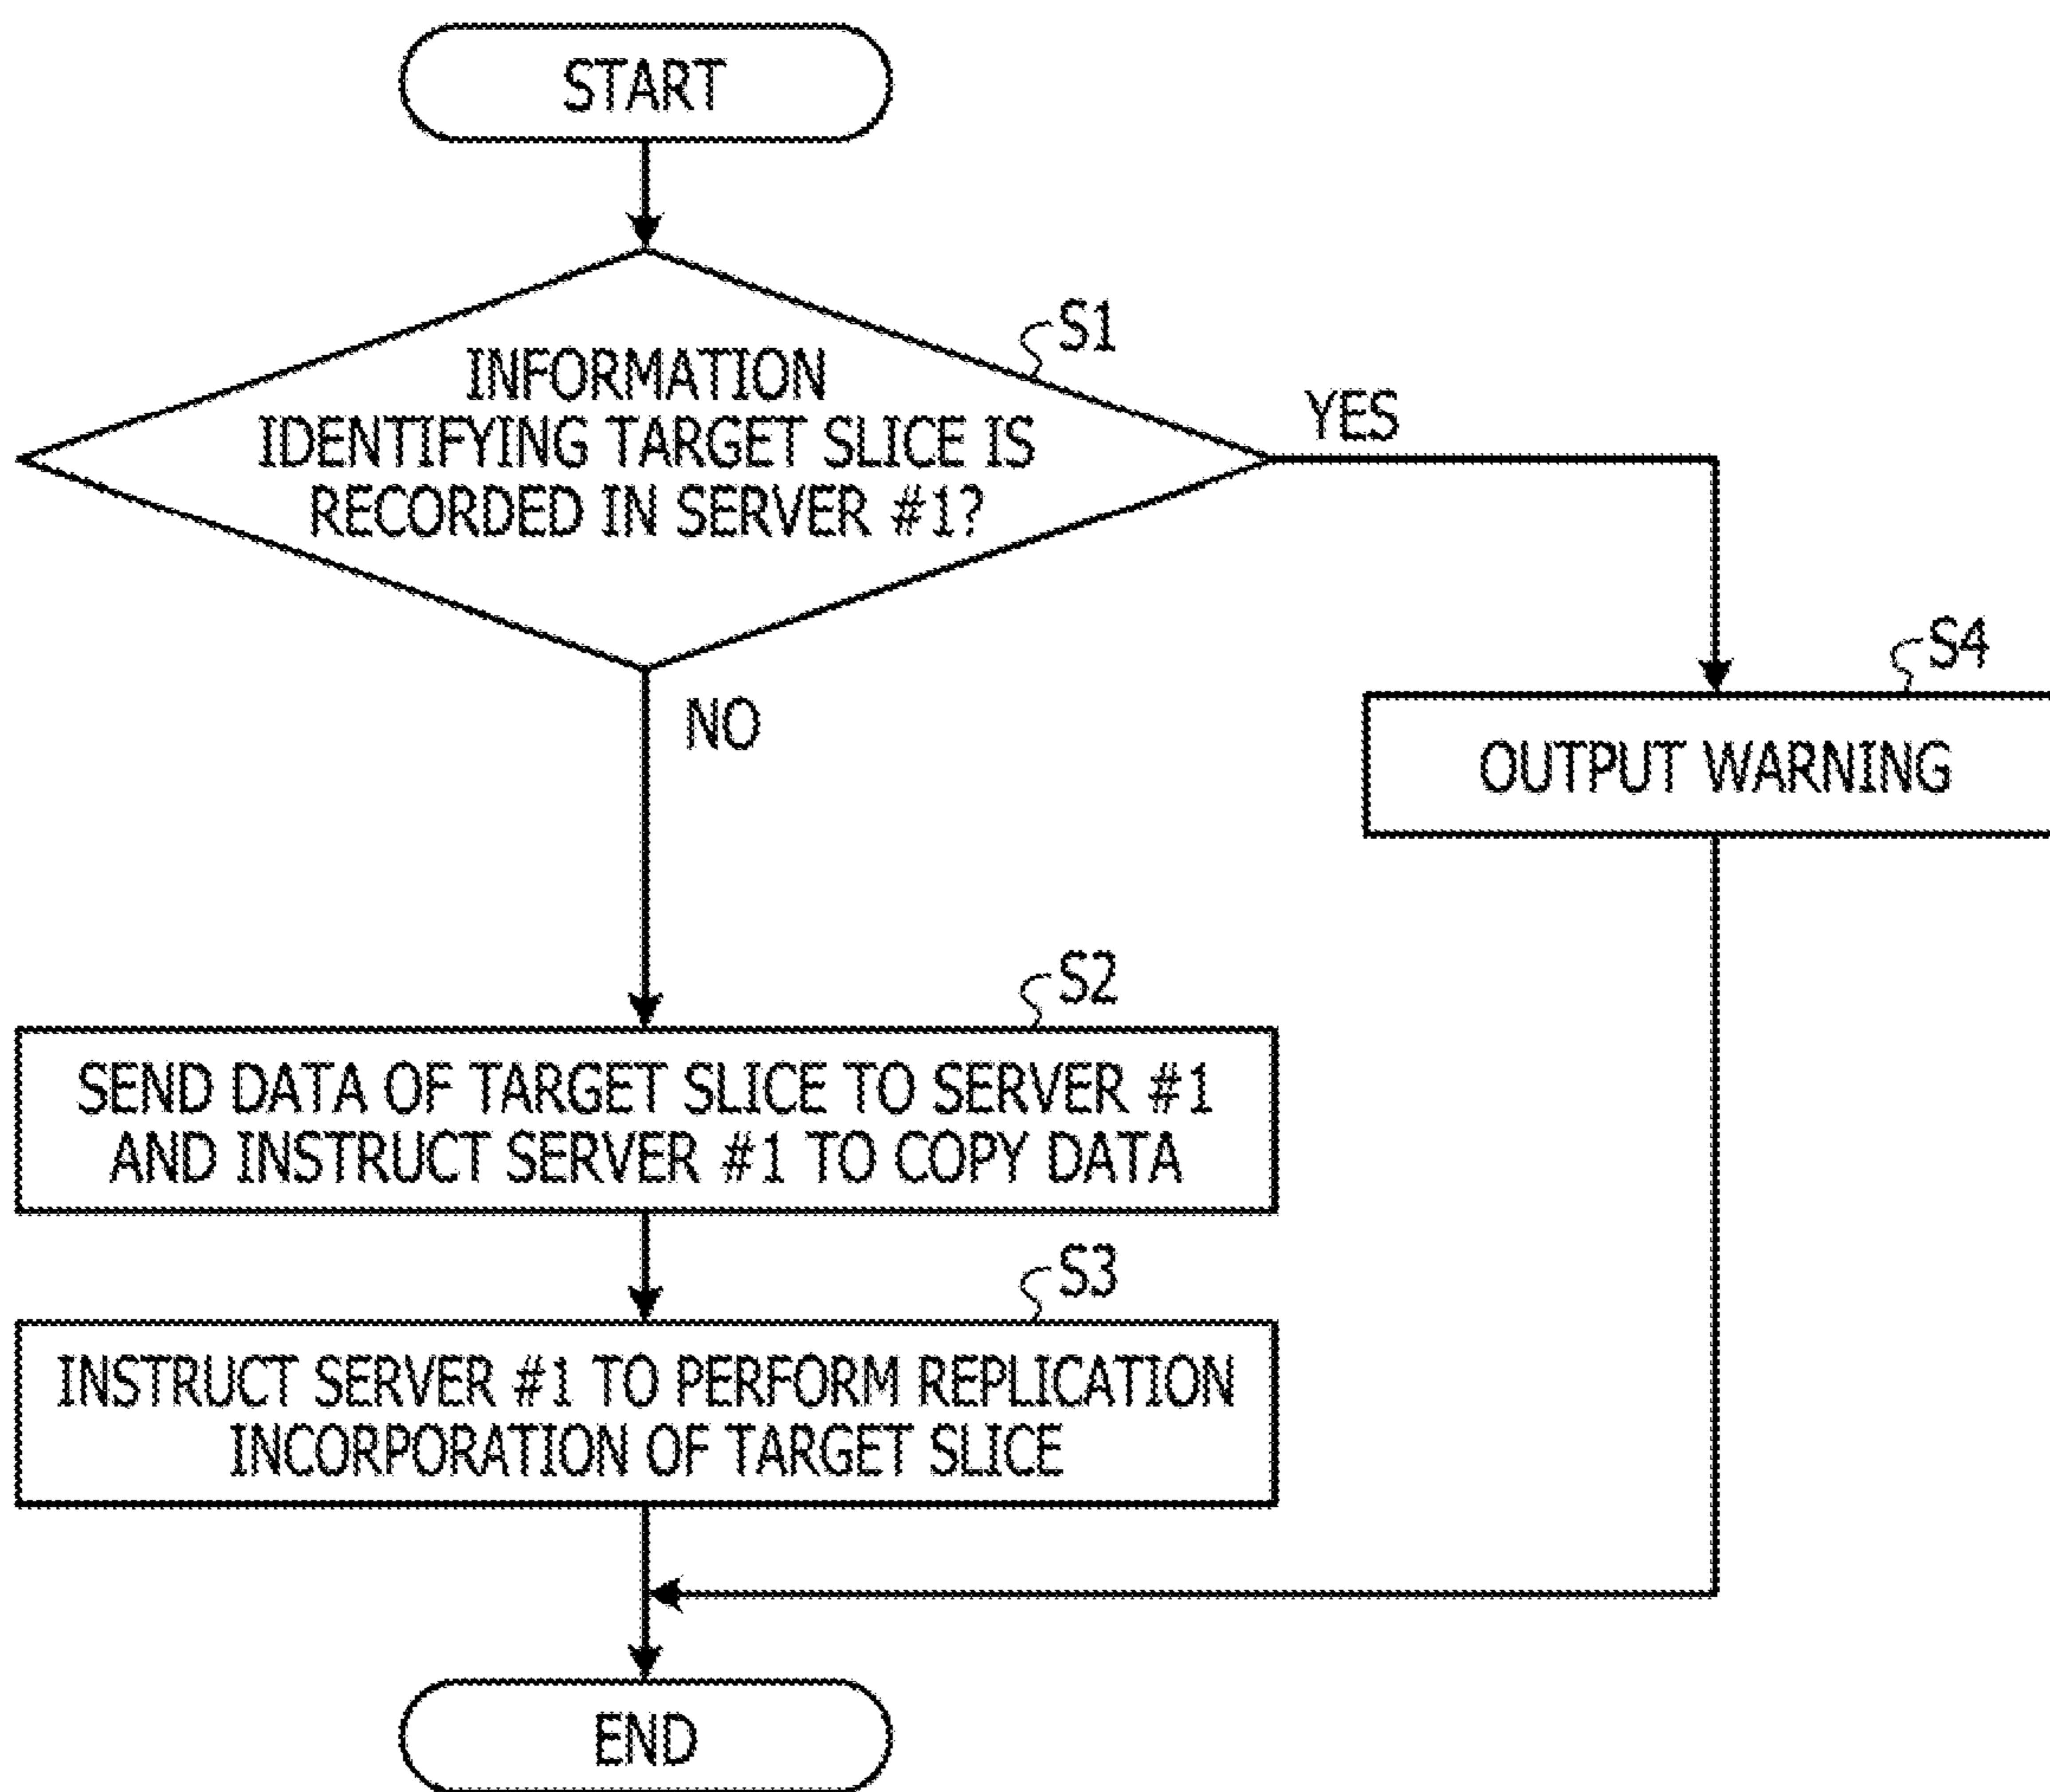 START
S1
INFORMATION
IDENTIFYING TARGET SLICE IS
RECORDED IN SERVER #1?
YES
NO
S4
OUTPUT WARNING
S2
SEND DATA OF TARGET SLICE TO SERVER #1
AND INSTRUCT SERVER #1 TO COPY DATA
S3
INSTRUCT SERVER #1 TO PERFORM REPLICATION
INCORPORATION OF TARGET SLICE
END